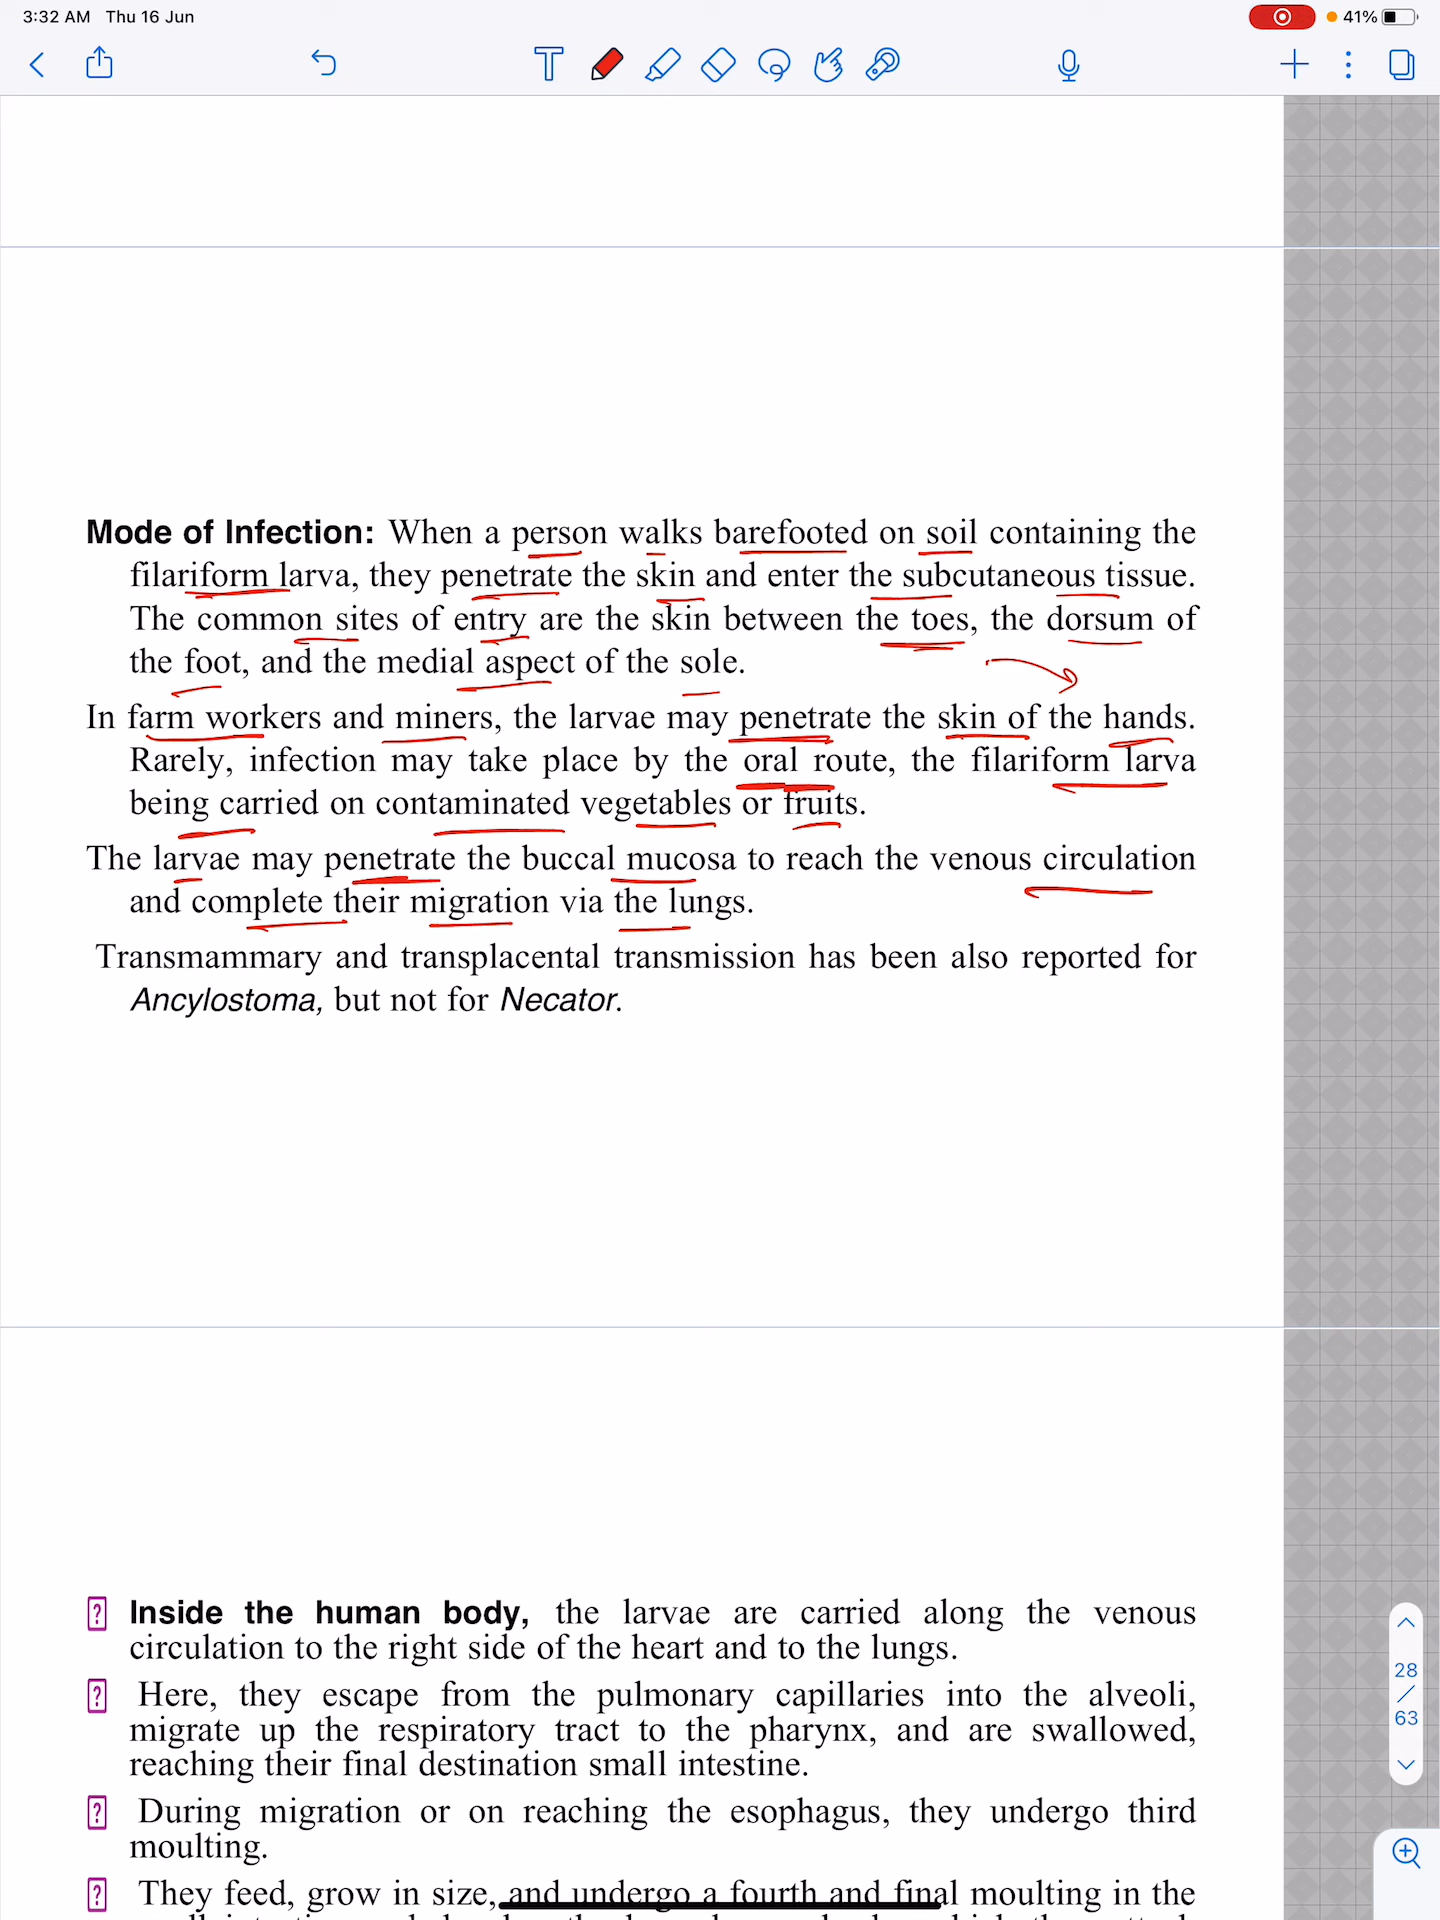 3:32 AM Thu 16 Jun
41%
T
Mode of Infection: When a person walks barefooted on soil containing the
filariform larva, they penetrate the skin and enter the subcutaneous tissue.
The common sites of entry are the skin between the toes, the dorsum of
the foot, and the medial aspect of the sole.
In farm workers and miners, the larvae may penetrate the skin of the hands.
Rarely, infection may take place by the oral route, the filariform larva
being carried on contaminated vegetables or fruits.
The larvae may penetrate the buccal mucosa to reach the venous circulation
and complete their migration via the lungs.
Transmammary and transplacental transmission has been also reported for
Ancylostoma, but not for Necator.
? Inside the human body, the larvae are carried along the venous
circulation to the right side of the heart and to the lungs.
? Here, they escape from the pulmonary capillaries into the alveoli,
migrate up the respiratory tract to the pharynx, and are swallowed,
reaching their final destination small intestine.
? During migration or on reaching the esophagus, they undergo third
moulting.
? They feed, grow in size, and undergo a fourth and final moulting in the
28
/
63